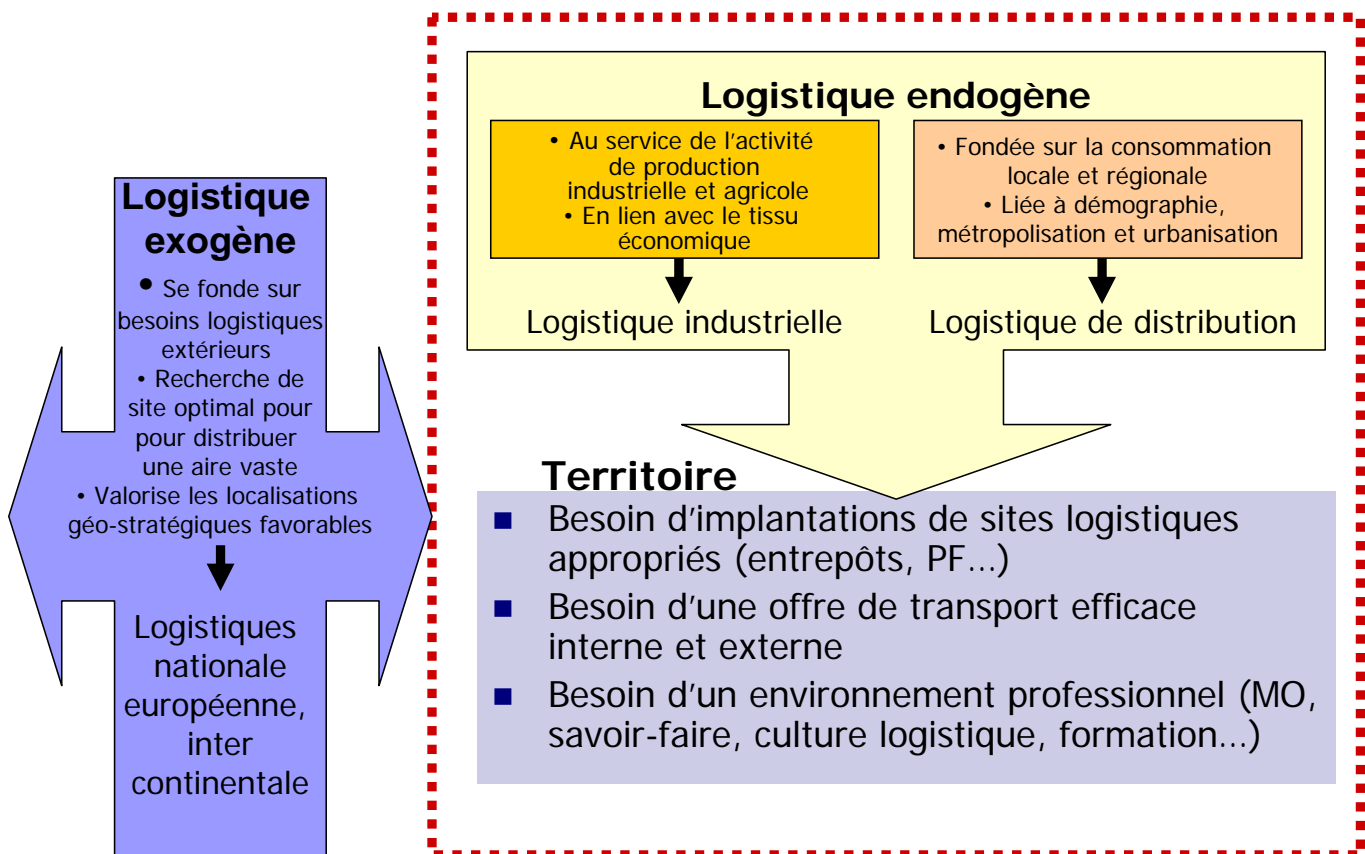 Logistique
exogène
• Se fonde sur
besoins logistiques
extérieurs
• Recherche de
site optimal pour
pour distribuer
une aire vaste
• Valorise les localisations
géo-stratégiques favorables
Logistiques
nationale
européenne,
inter
continentale
Logistique endogène
• Au service de l'activité
de production
industrielle et agricole
• En lien avec le tissu
économique
Logistique industrielle
• Fondée sur la consommation
locale et régionale
• Liée à démographie,
métropolisation et urbanisation
Logistique de distribution
Territoire
■ Besoin d'implantations de sites logistiques
appropriés (entrepôts, PF…)
■ Besoin d'une offre de transport efficace
interne et externe
■ Besoin d'un environnement professionnel (MO,
savoir-faire, culture logistique, formation…)